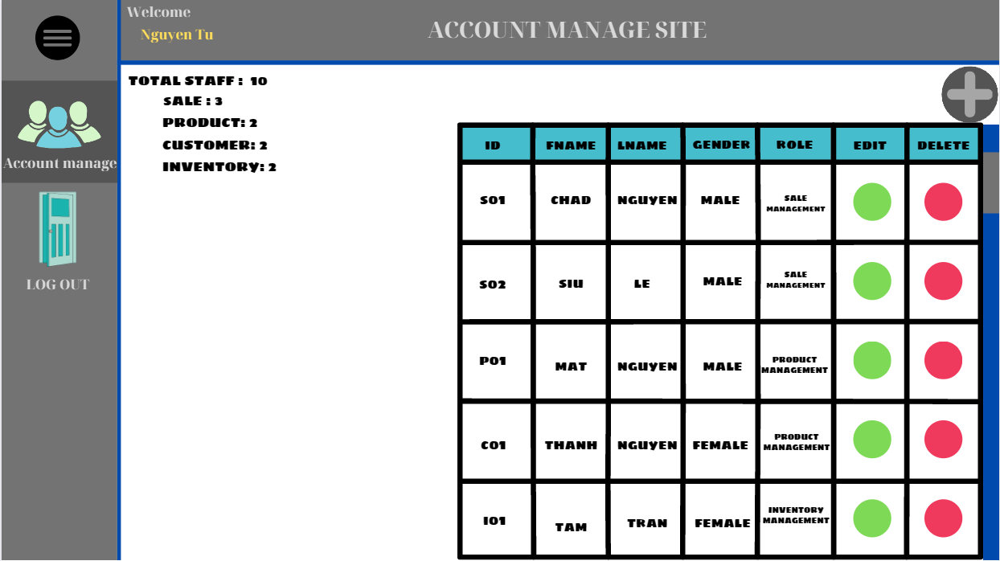 Welcome
Nguyen Tu
ACCOUNT MANAGE SITE
Account manage
LOG OUT
TOTAL STAFF : 10
SALE : 3
PRODUCT: 2
CUSTOMER: 2
INVENTORY: 2
ID FNAME LNAME GENDER ROLE EDIT DELETE
S01 CHAD NGUYEN MALE SALE
MANAGEMENT
S02 SIU LE MALE SALE
MANAGEMENT
P01 MAT NGUYEN MALE PRODUCT
MANAGEMENT
C01 THANH NGUYEN FEMALE PRODUCT
MANAGEMENT
I01 TAM TRAN FEMALE INVENTORY
MANAGEMENT